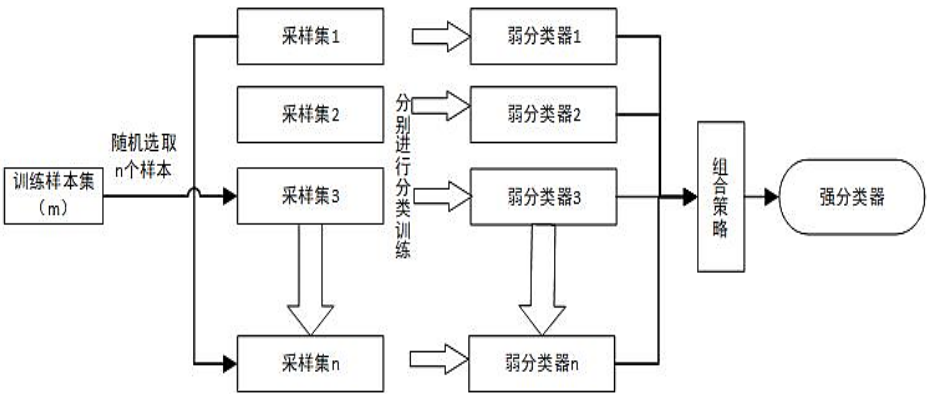 采样集1
弱分类器1
采样集2
弱分类器2
分别进行分类训练
随机选取
n个样本
训练样本集
（m）
采样集3
弱分类器3
组合策略
强分类器
采样集n
弱分类器n